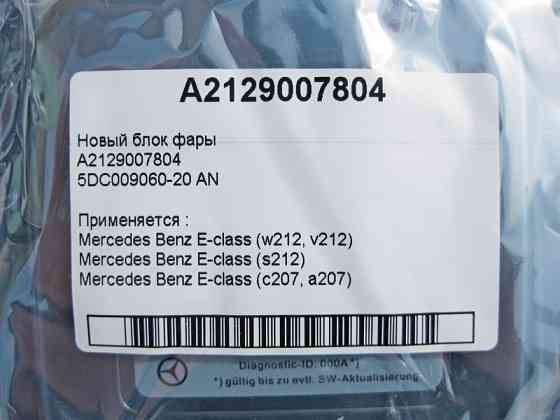 A2129007804
Новый блок фары
A2129007804
5DC009060-20 AN
Применяется :
Mercedes Benz E-class (w212, v212)
Mercedes Benz E-class (s212)
Mercedes Benz E-class (c207, a207)
Diagnostic-ID: 000A*)
*) gültig bis zu evtl. SW-Aktualisierung